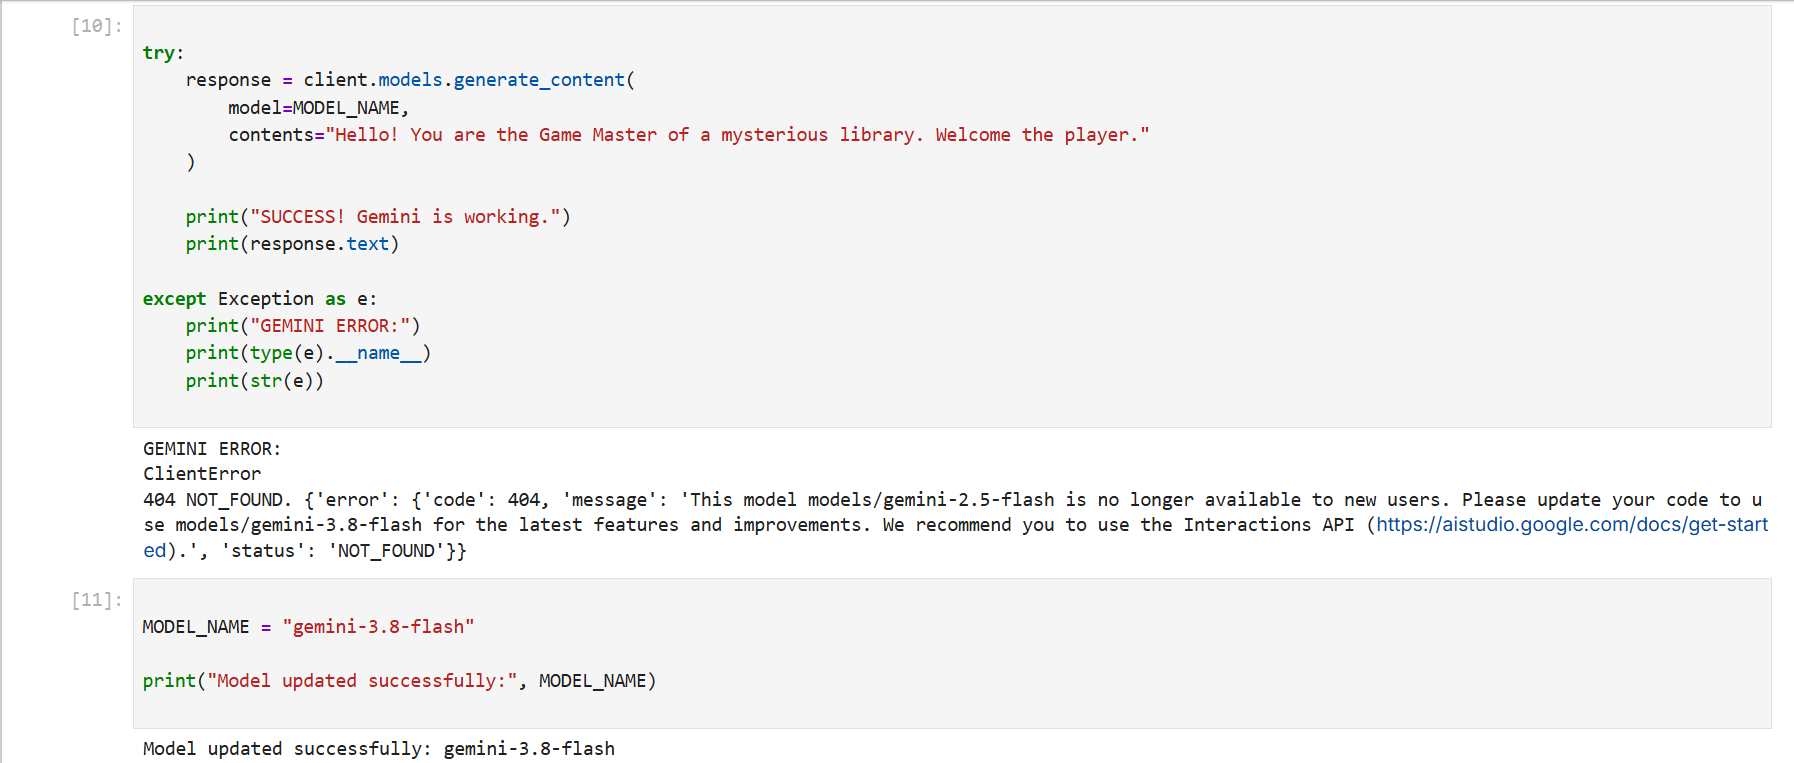 [10]:
try:
    response = client.models.generate_content(
        model=MODEL_NAME,
        contents="Hello! You are the Game Master of a mysterious library. Welcome the player."
    )
    print("SUCCESS! Gemini is working.")
    print(response.text)
except Exception as e:
    print("GEMINI ERROR:")
    print(type(e).__name__)
    print(str(e))
GEMINI ERROR:
ClientError
404 NOT_FOUND. {'error': {'code': 404, 'message': 'This model models/gemini-2.5-flash is no longer available to new users. Please update your code to u
se models/gemini-3.8-flash for the latest features and improvements. We recommend you to use the Interactions API (https://aistudio.google.com/docs/get-start
ed).', 'status': 'NOT_FOUND'}}
[11]:
MODEL_NAME = "gemini-3.8-flash"
print("Model updated successfully:", MODEL_NAME)
Model updated successfully: gemini-3.8-flash